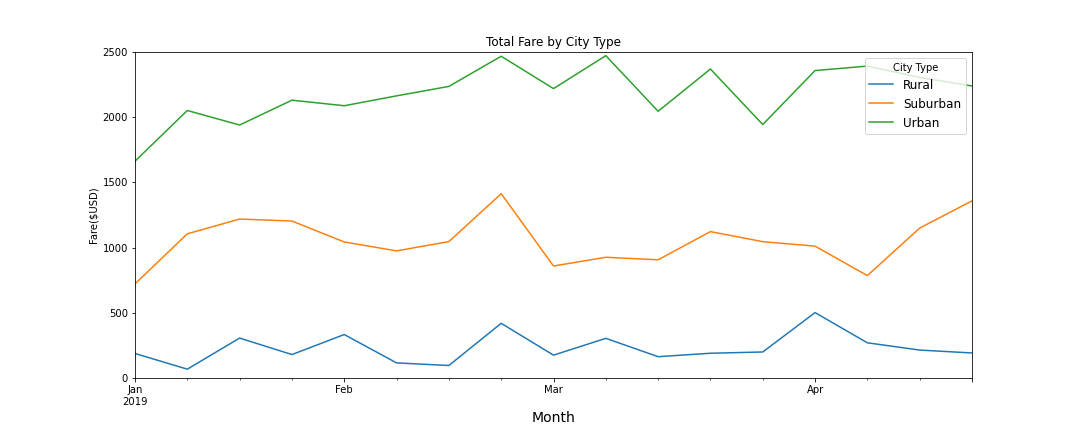 Total Fare by City Type
2500
2000
1500
1000
500
0
Fare($USD)
City Type
Rural
Suburban
Urban
Jan
2019
Feb
Mar
Apr
Month